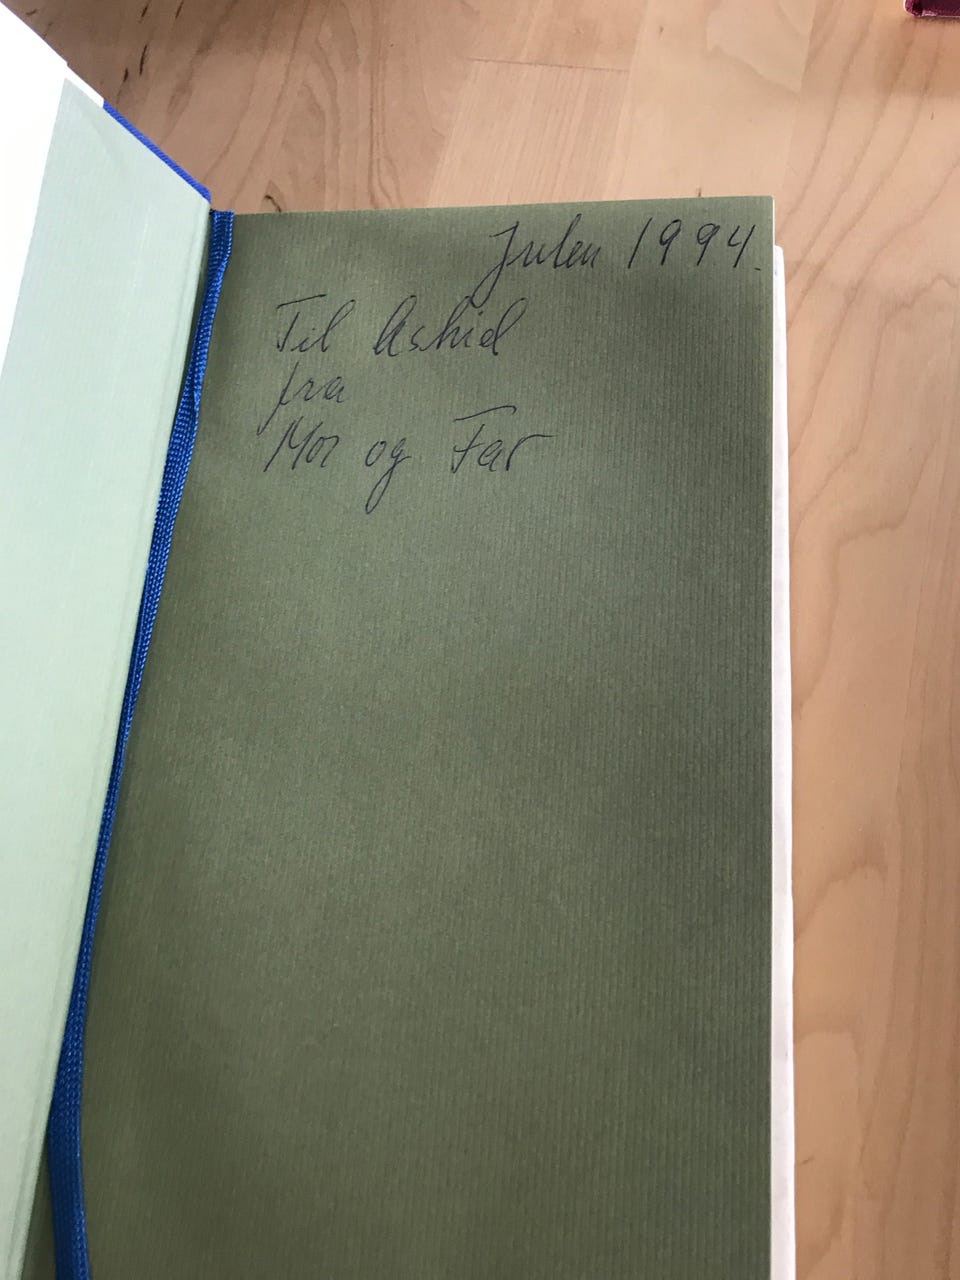 Julen 1994.
Til Astrid
fra
Mor og Far